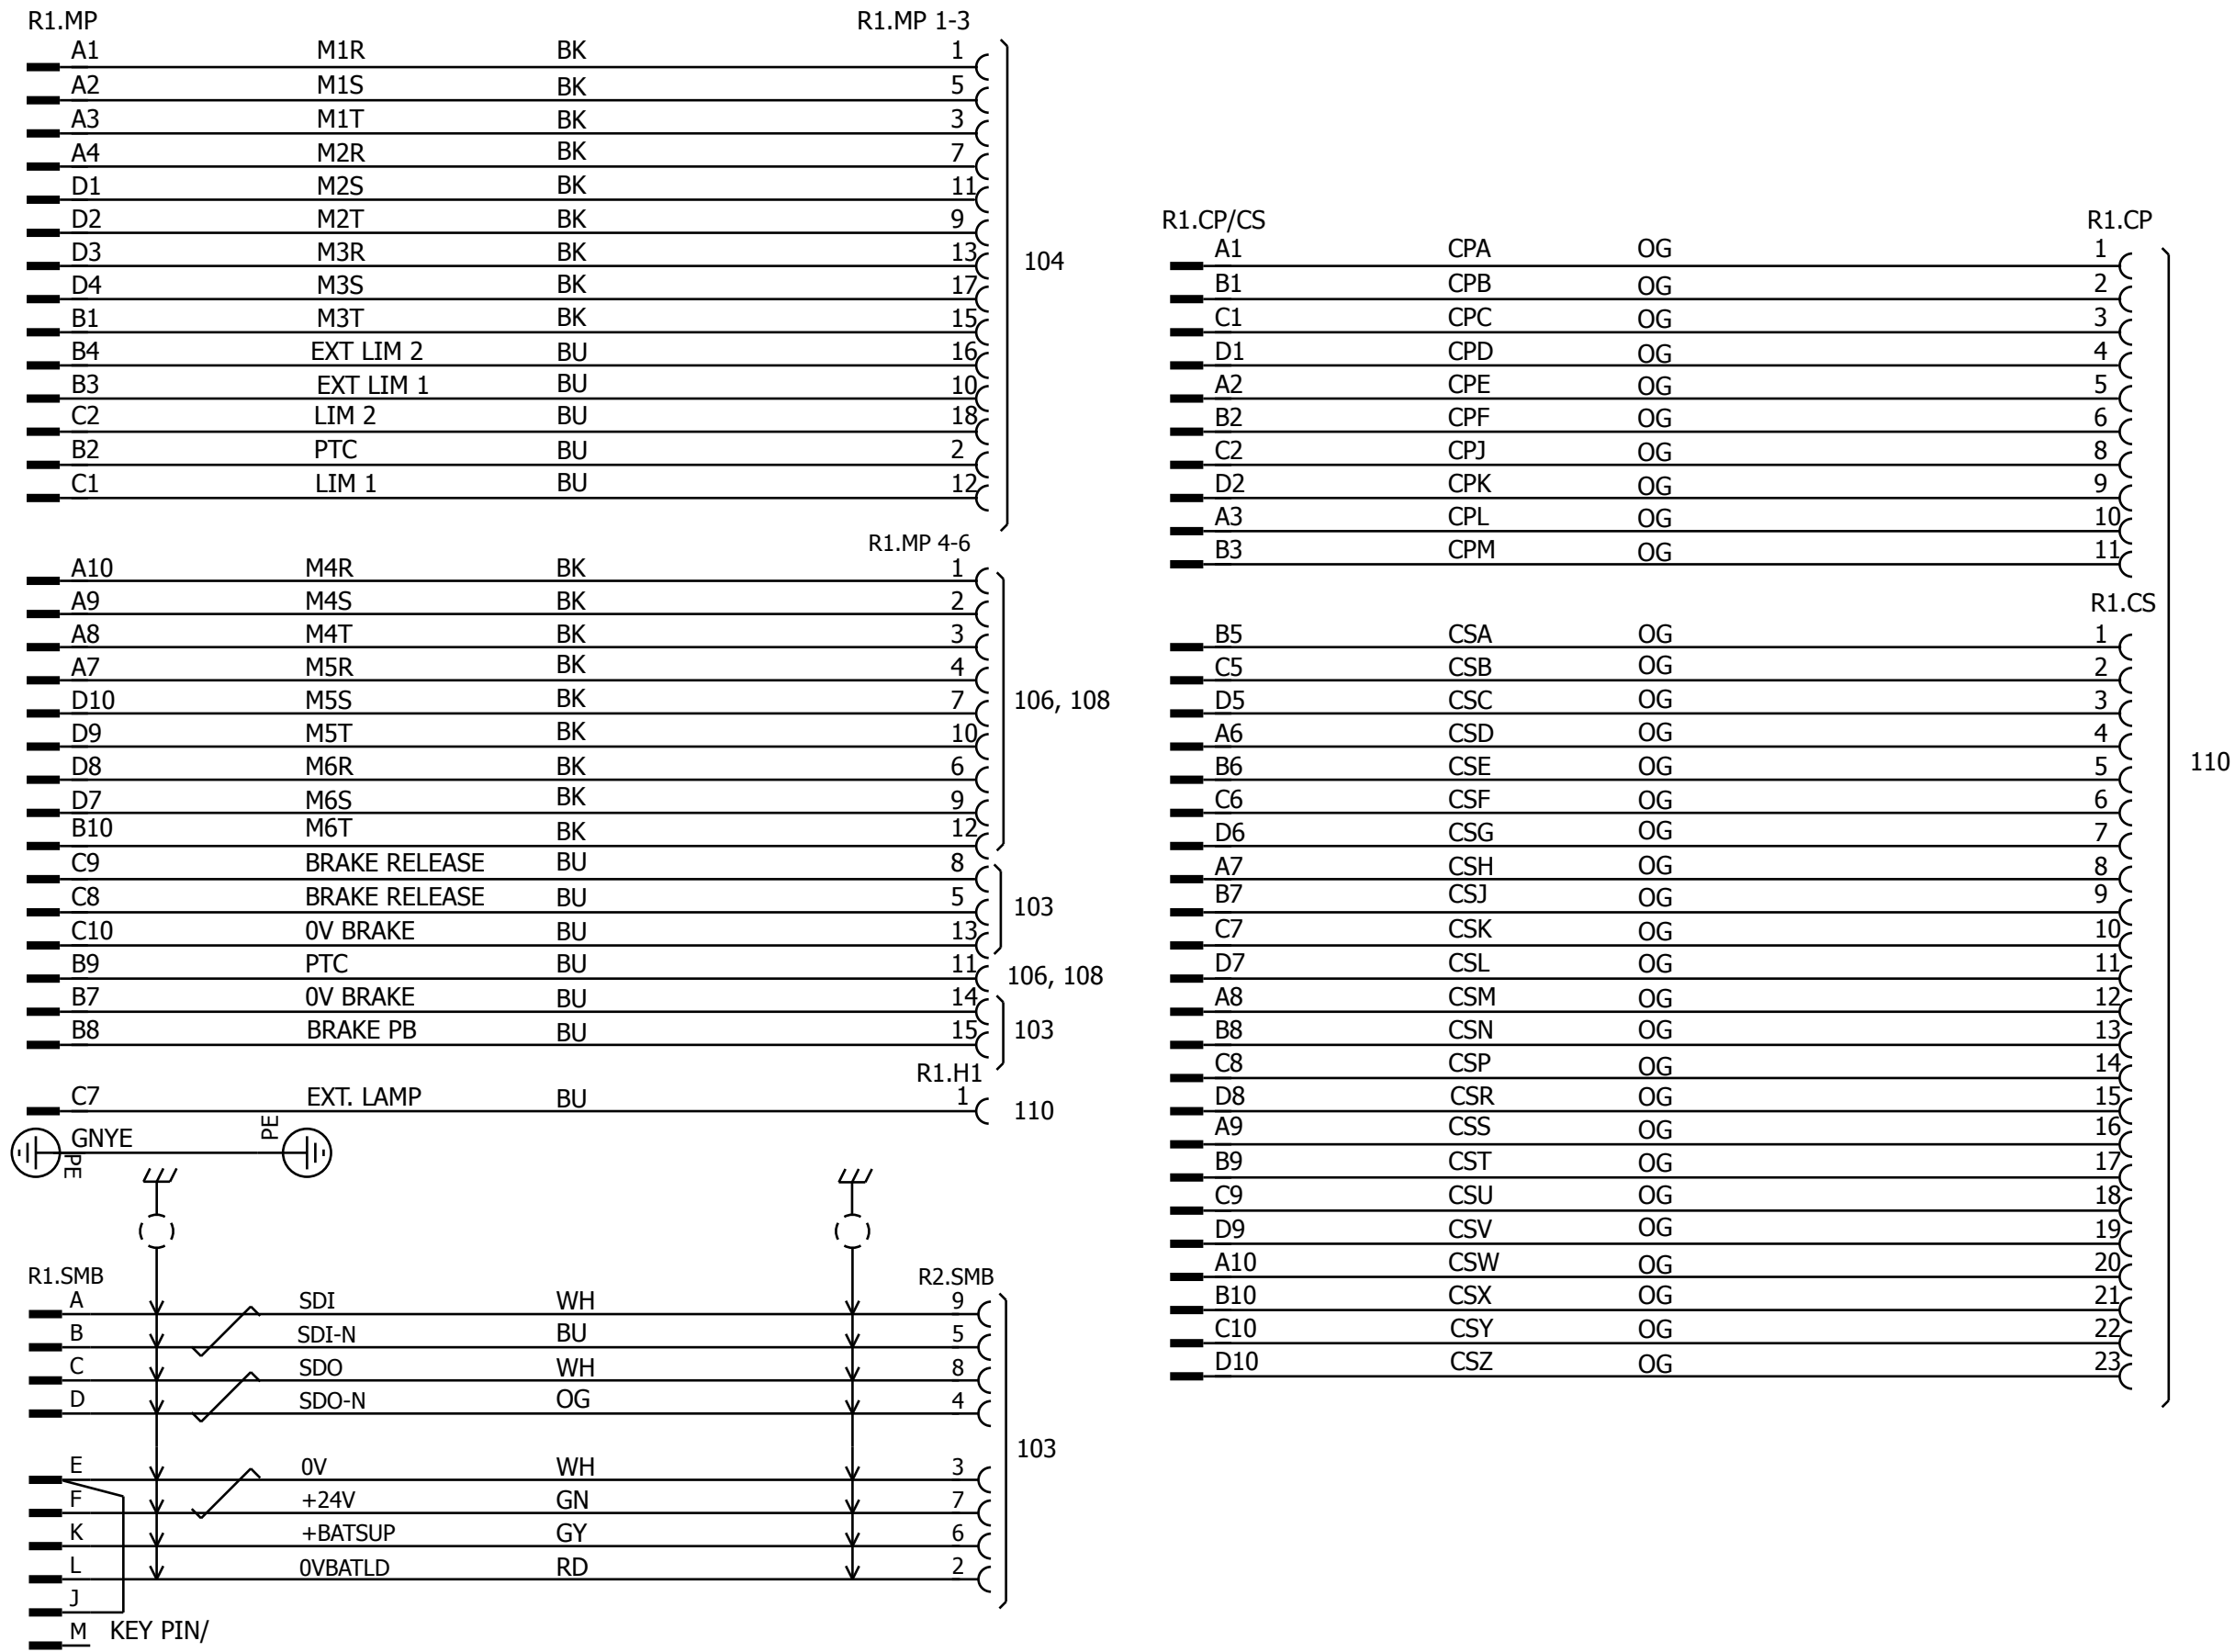 R1.MP R1.MP 1-3
A1 M1R BK 1
A2 M1S BK 5
A3 M1T BK 3
A4 M2R BK 7
D1 M2S BK 11
D2 M2T BK 9
D3 M3R BK 13
D4 M3S BK 17
B1 M3T BK 15
B4 EXT LIM 2 BU 16
B3 EXT LIM 1 BU 10
C2 LIM 2 BU 18
B2 PTC BU 2
C1 LIM 1 BU 12
104
R1.MP 4-6
A10 M4R BK 1
A9 M4S BK 2
A8 M4T BK 3
A7 M5R BK 4
D10 M5S BK 7
D9 M5T BK 10
D8 M6R BK 6
D7 M6S BK 9
B10 M6T BK 12
106, 108
C9 BRAKE RELEASE BU 8
C8 BRAKE RELEASE BU 5
C10 0V BRAKE BU 13
103
B9 PTC BU 11 106, 108
B7 0V BRAKE BU 14
B8 BRAKE PB BU 15
103
R1.H1
C7 EXT. LAMP BU 1 110
GNYE
PE
PE
R1.SMB R2.SMB
A SDI WH 9
B SDI-N BU 5
C SDO WH 8
D SDO-N OG 4
E 0V WH 3
F +24V GN 7
K +BATSUP GY 6
L 0VBATLD RD 2
J
M KEY PIN/
103
R1.CP/CS R1.CP
A1 CPA OG 1
B1 CPB OG 2
C1 CPC OG 3
D1 CPD OG 4
A2 CPE OG 5
B2 CPF OG 6
C2 CPJ OG 8
D2 CPK OG 9
A3 CPL OG 10
B3 CPM OG 11
R1.CS
B5 CSA OG 1
C5 CSB OG 2
D5 CSC OG 3
A6 CSD OG 4
B6 CSE OG 5
C6 CSF OG 6
D6 CSG OG 7
A7 CSH OG 8
B7 CSJ OG 9
C7 CSK OG 10
D7 CSL OG 11
A8 CSM OG 12
B8 CSN OG 13
C8 CSP OG 14
D8 CSR OG 15
A9 CSS OG 16
B9 CST OG 17
C9 CSU OG 18
D9 CSV OG 19
A10 CSW OG 20
B10 CSX OG 21
C10 CSY OG 22
D10 CSZ OG 23
110